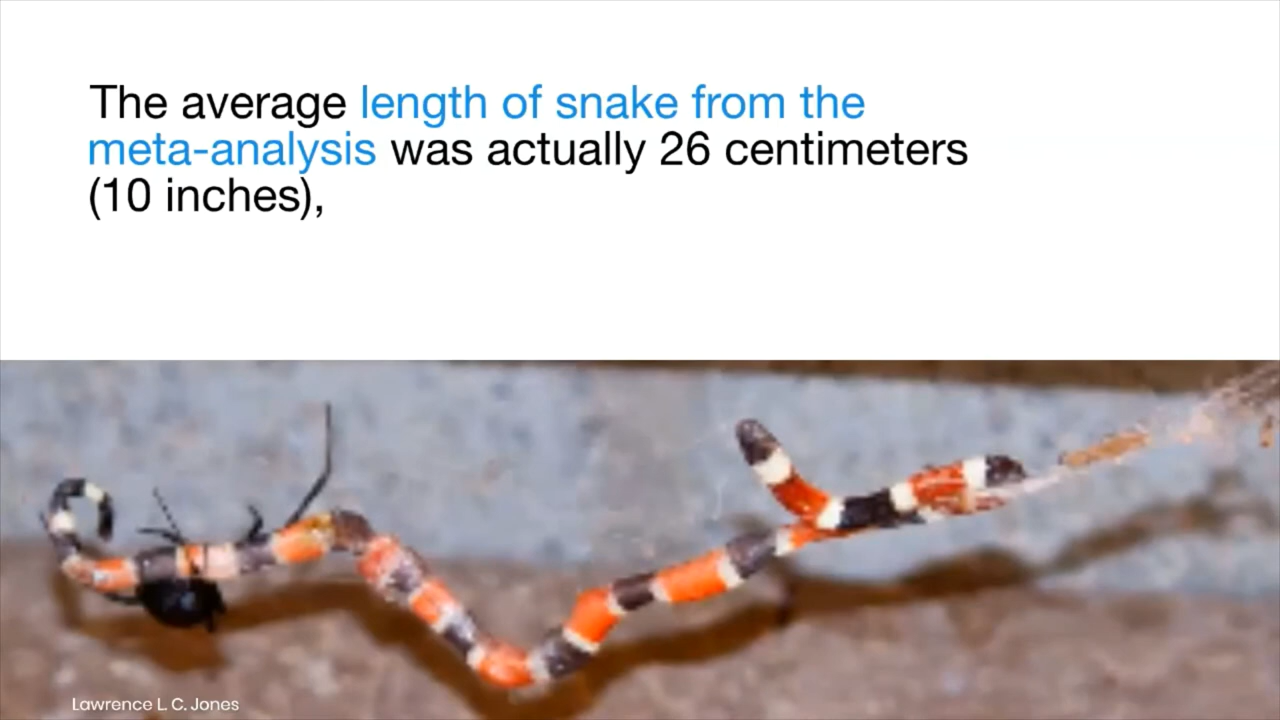 The average length of snake from the
meta-analysis was actually 26 centimeters
(10 inches),
Lawrence L. C. Jones